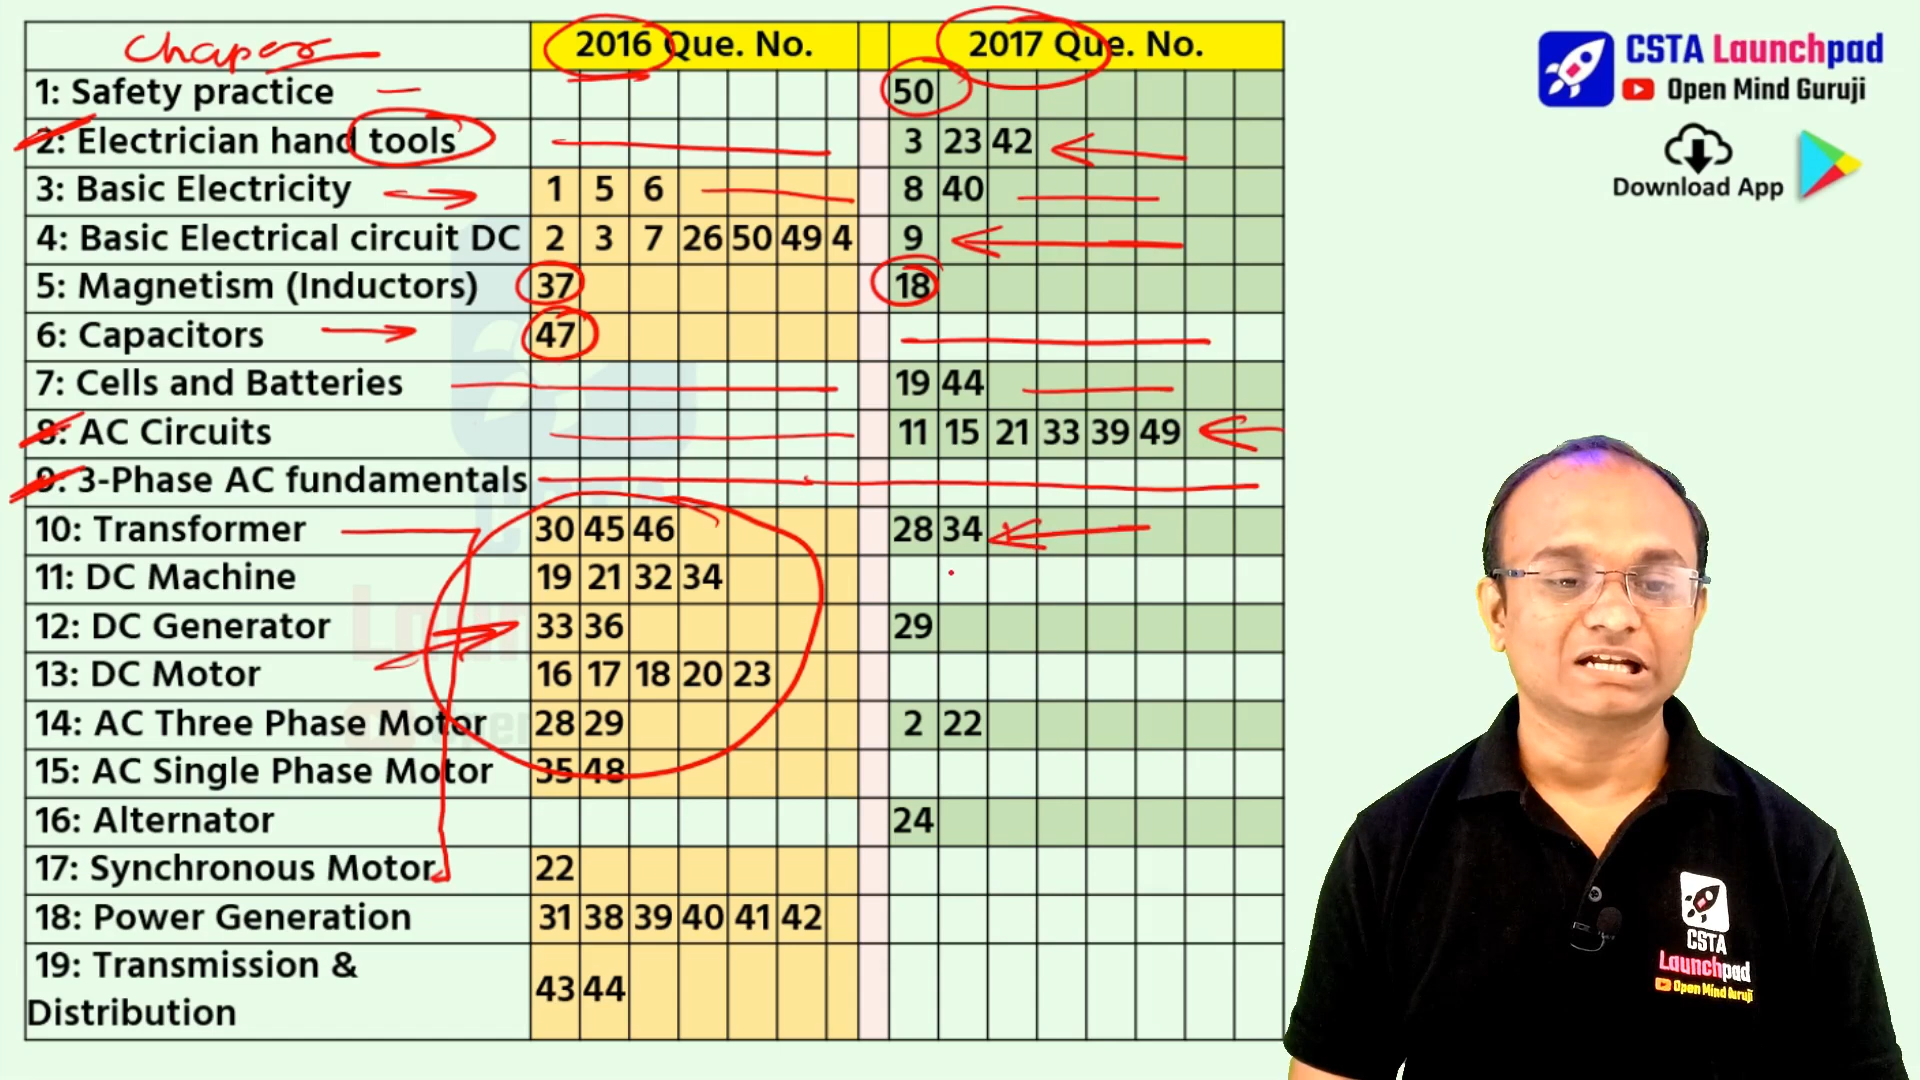 Chaper 2016 Que. No. 2017 Que. No.
1: Safety practice 50
2: Electrician hand tools 3 23 42
3: Basic Electricity 1 5 6 8 40
4: Basic Electrical circuit DC 2 3 7 26 50 49 4 9
5: Magnetism (Inductors) 37 18
6: Capacitors 47
7: Cells and Batteries 19 44
8: AC Circuits 11 15 21 33 39 49
9: 3-Phase AC fundamentals
10: Transformer 30 45 46 28 34
11: DC Machine 19 21 32 34
12: DC Generator 33 36 29
13: DC Motor 16 17 18 20 23
14: AC Three Phase Motor 28 29 2 22
15: AC Single Phase Motor 35 48
16: Alternator 24
17: Synchronous Motor 22
18: Power Generation 31 38 39 40 41 42
19: Transmission &
Distribution 43 44
CSTA Launchpad
Open Mind Guruji
Download App
CSTA
Launchpad
Open Mind Guruji